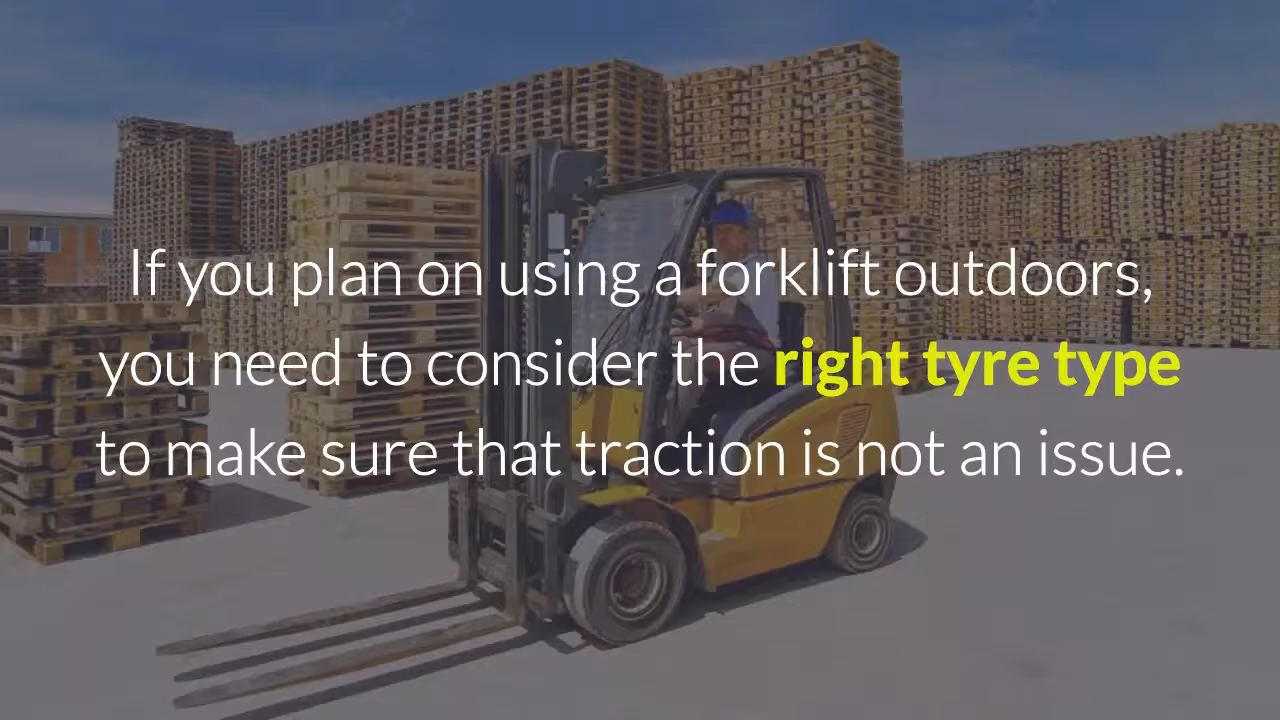 If you plan on using a forklift outdoors,
you need to consider the right tyre type
to make sure that traction is not an issue.